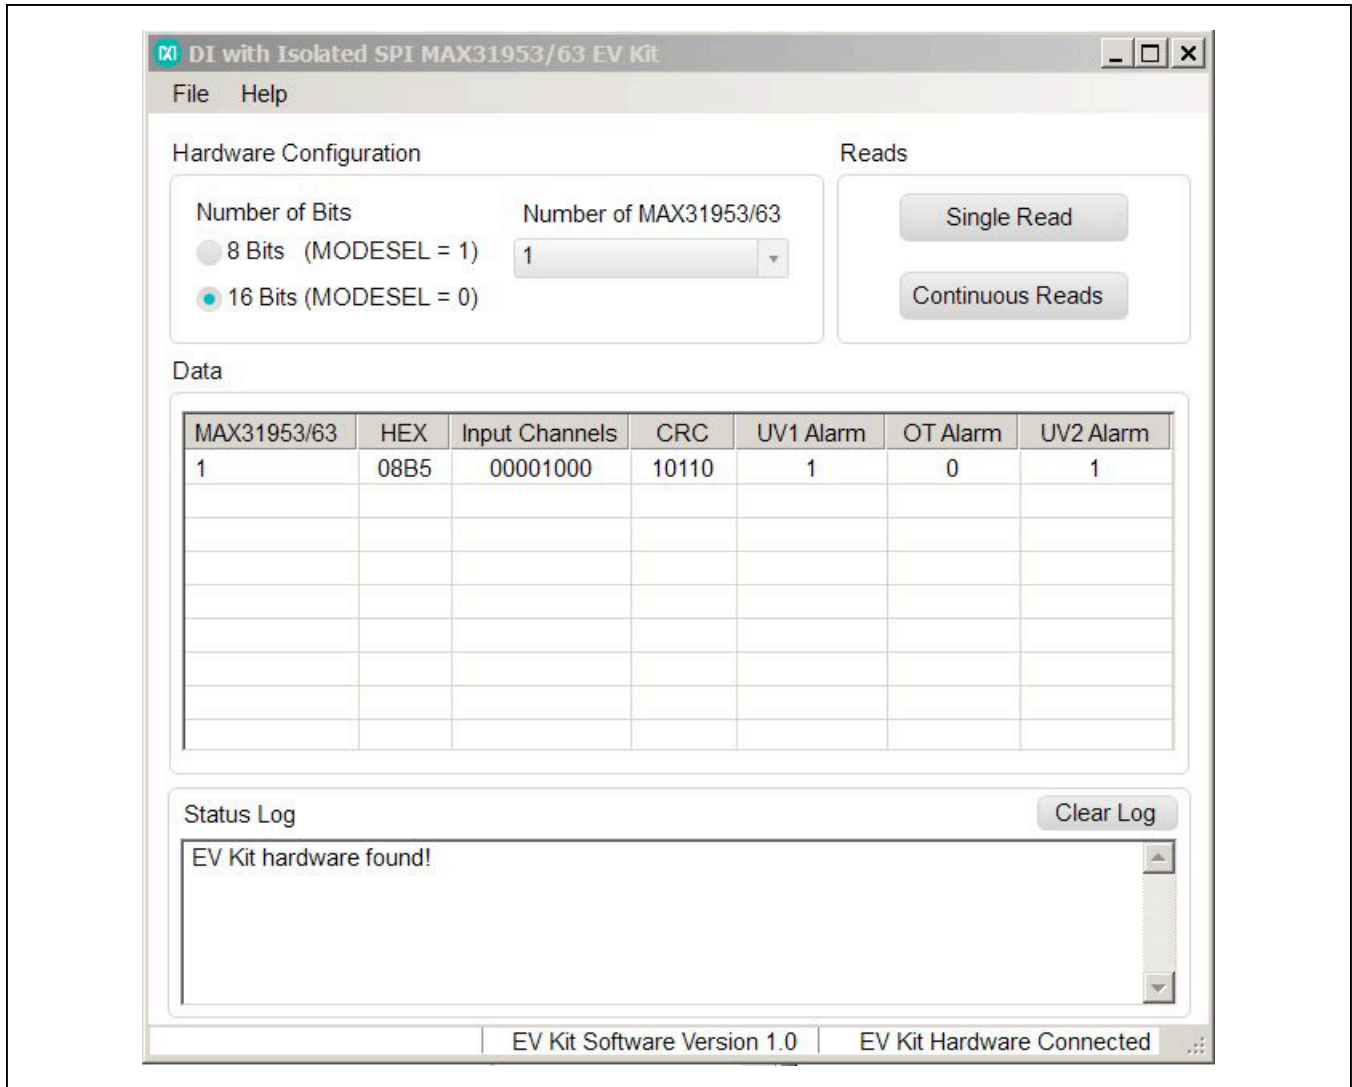 DI with Isolated SPI MAX31953/63 EV Kit
File Help
Hardware Configuration
Reads
Number of Bits
Number of MAX31953/63
Single Read
8 Bits (MODESEL = 1)
1
16 Bits (MODESEL = 0)
Continuous Reads
Data
MAX31953/63 HEX Input Channels CRC UV1 Alarm OT Alarm UV2 Alarm
1 08B5 00001000 10110 1 0 1
Status Log
Clear Log
EV Kit hardware found!
EV Kit Software Version 1.0 EV Kit Hardware Connected